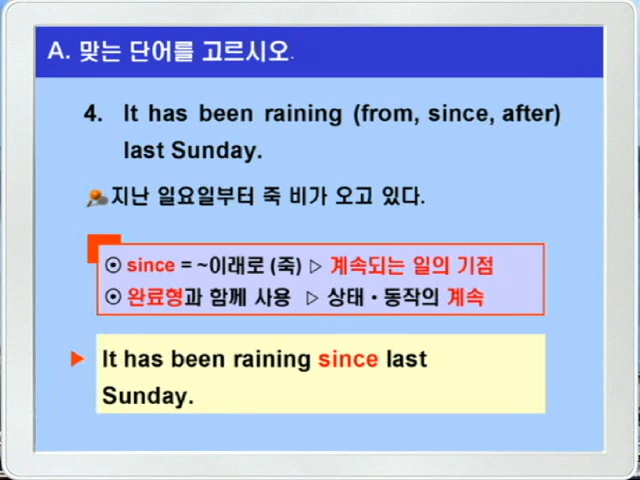 A. 맞는 단어를 고르시오.
4. It has been raining (from, since, after)
last Sunday.
지난 일요일부터 죽 비가 오고 있다.
⊙ since = ~이래로 (죽) ▷ 계속되는 일의 기점
⊙ 완료형과 함께 사용 ▷ 상태・동작의 계속
▶ It has been raining since last
Sunday.